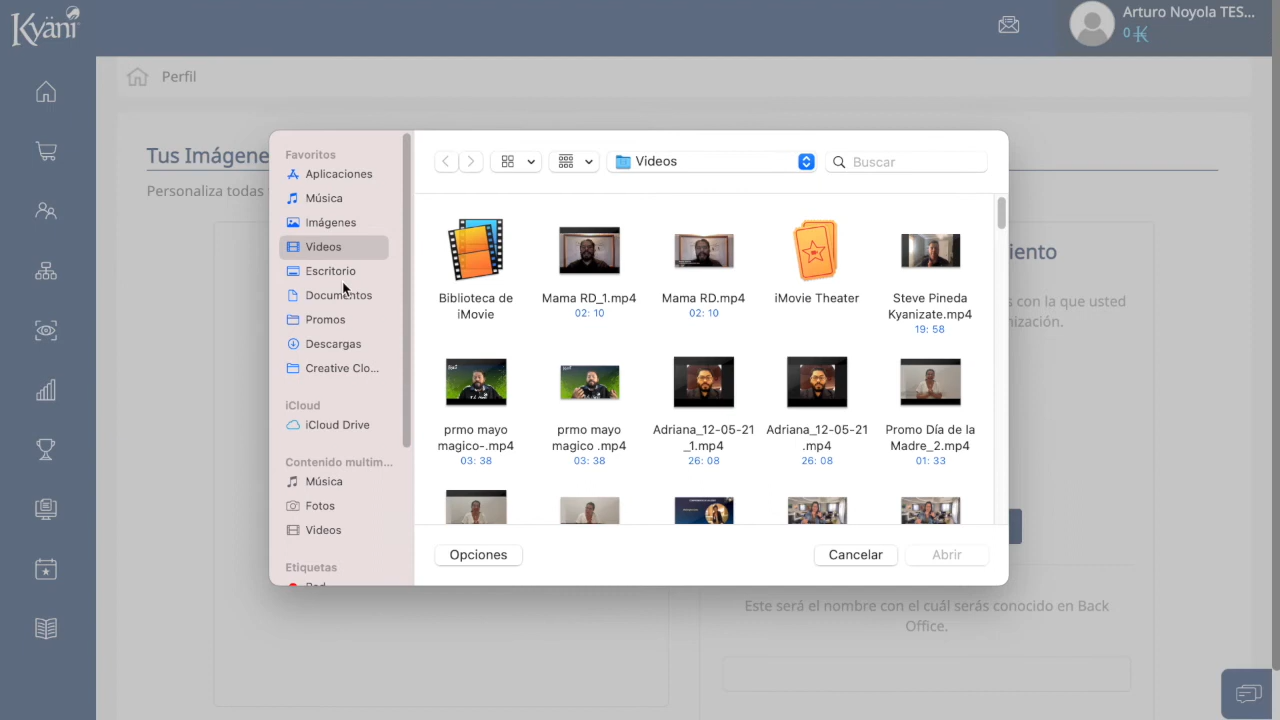 Kyäni
Arturo Noyola TES...
0
Perfil
Tus Imágene
Personaliza todas
iento
s con la que usted
nización.
Favoritos
Aplicaciones
Música
Imágenes
Videos
Escritorio
Documentos
Promos
Descargas
Creative Clo...
iCloud
iCloud Drive
Contenido multim...
Música
Fotos
Videos
Etiquetas
Videos
Buscar
Biblioteca de
iMovie
Mama RD_1.mp4
02: 10
Mama RD.mp4
02: 10
iMovie Theater
Steve Pineda
Kyanizate.mp4
19: 58
prmo mayo
magico-.mp4
03: 38
prmo mayo
magico .mp4
03: 38
Adriana_12-05-21
_1.mp4
26: 08
Adriana_12-05-21
.mp4
26: 08
Promo Día de la
Madre_2.mp4
01: 33
Opciones
Cancelar
Abrir
Este será el nombre con el cuál serás conocido en Back
Office.